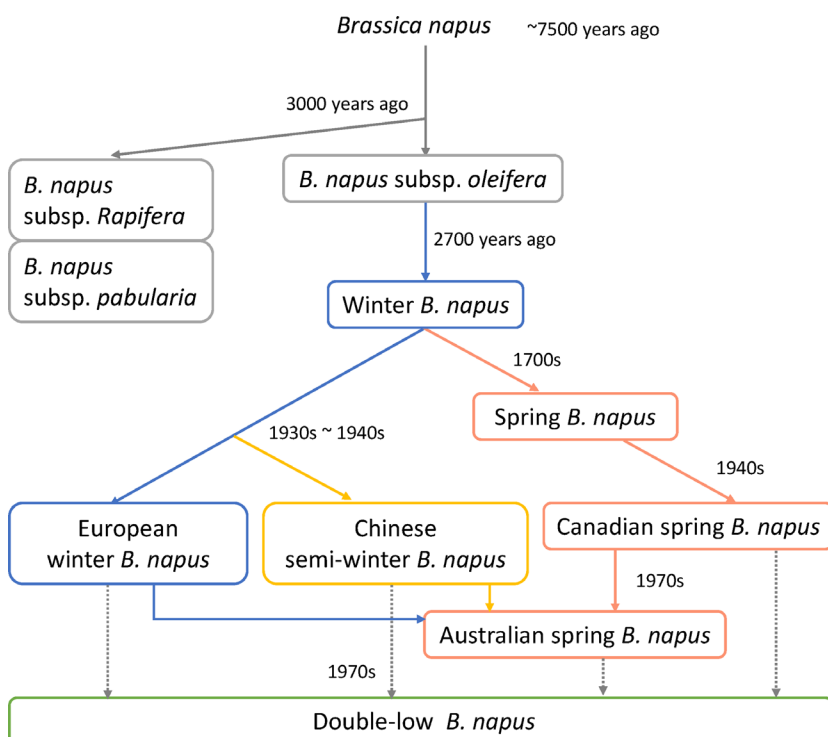 Brassica napus
~7500 years ago
3000 years ago
B. napus
subsp. Rapifera
B. napus subsp. oleifera
2700 years ago
B. napus
subsp. pabularia
Winter B. napus
1700s
Spring B. napus
1930s ~ 1940s
1940s
European
winter B. napus
Chinese
semi-winter B. napus
Canadian spring B. napus
1970s
Australian spring B. napus
1970s
Double-low B. napus